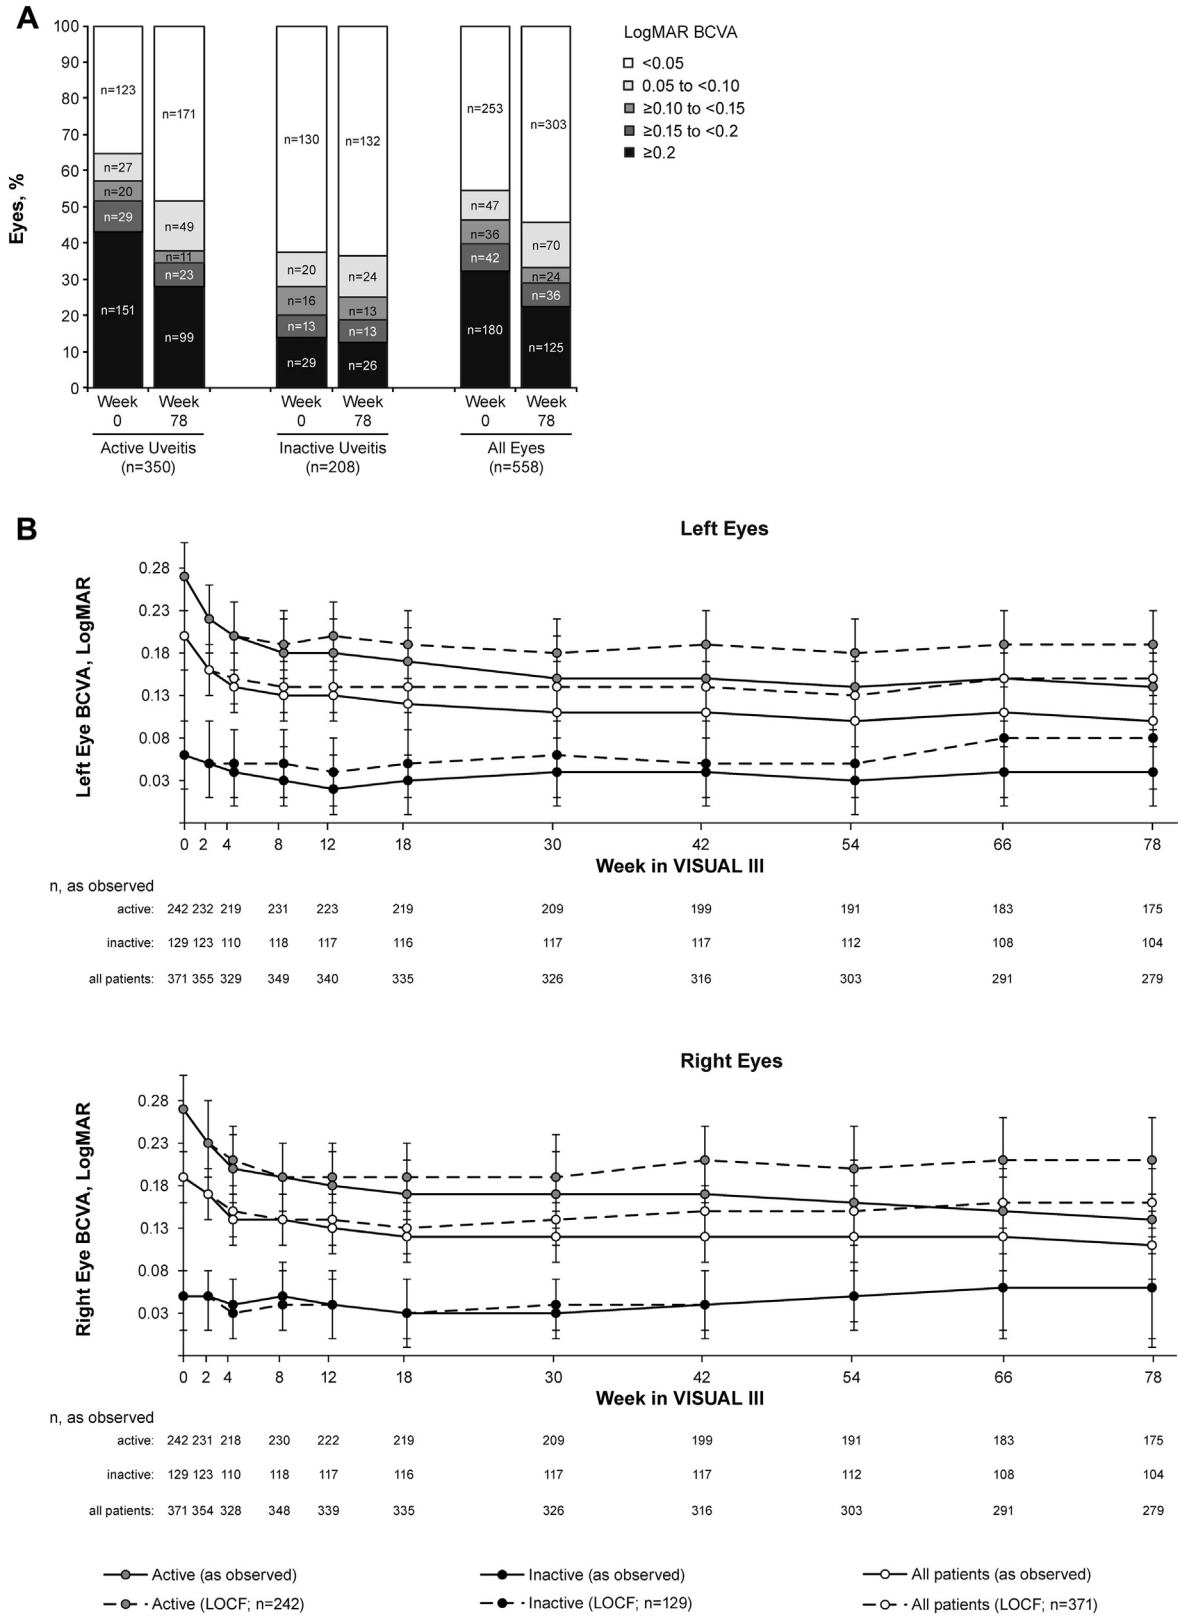 A
LogMAR BCVA
<0.05
0.05 to <0.10
≥0.10 to <0.15
≥0.15 to <0.2
≥0.2
Eyes, %
100
90
80
70
60
50
40
30
20
10
0
n=123
n=27
n=20
n=29
n=151
n=171
n=49
n=11
n=23
n=99
n=130
n=20
n=16
n=13
n=29
n=132
n=24
n=13
n=13
n=26
n=253
n=47
n=36
n=42
n=180
n=303
n=70
n=24
n=36
n=125
Week 0
Week 78
Week 0
Week 78
Week 0
Week 78
Active Uveitis
(n=350)
Inactive Uveitis
(n=208)
All Eyes
(n=558)
B
Left Eyes
Left Eye BCVA, LogMAR
0.28
0.23
0.18
0.13
0.08
0.03
0 2 4 8 12 18 30 42 54 66 78
Week in VISUAL III
n, as observed
active: 242 232 219 231 223 219 209 199 191 183 175
inactive: 129 123 110 118 117 116 117 117 112 108 104
all patients: 371 355 329 349 340 335 326 316 303 291 279
Right Eyes
Right Eye BCVA, LogMAR
0.28
0.23
0.18
0.13
0.08
0.03
0 2 4 8 12 18 30 42 54 66 78
Week in VISUAL III
n, as observed
active: 242 231 218 230 222 219 209 199 191 183 175
inactive: 129 123 110 118 117 116 117 117 112 108 104
all patients: 371 354 328 348 339 335 326 316 303 291 279
Active (as observed) Inactive (as observed) All patients (as observed)
Active (LOCF; n=242) Inactive (LOCF; n=129) All patients (LOCF; n=371)